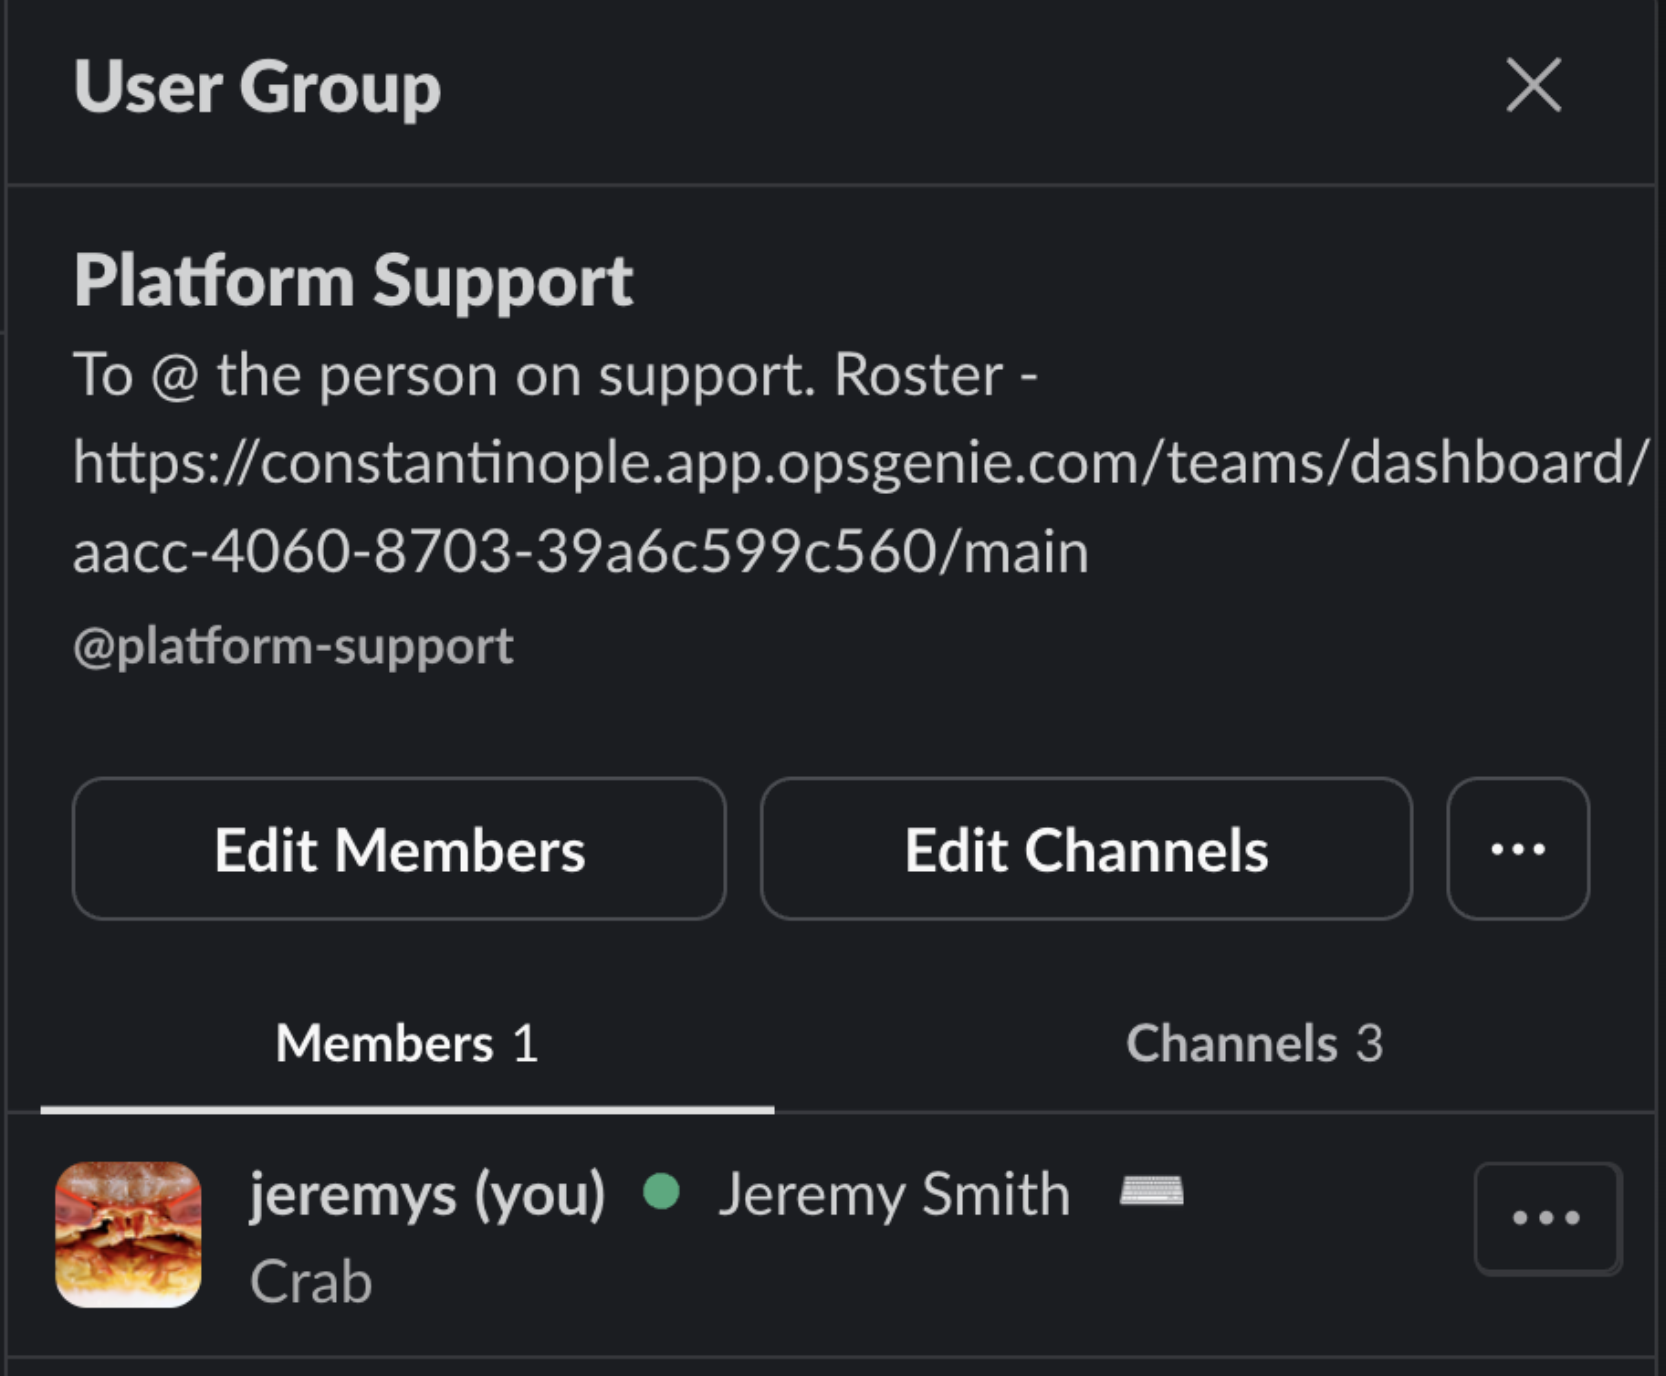 User Group
Platform Support
To @ the person on support. Roster -
https://constantinople.app.opsgenie.com/teams/dashboard/
aacc-4060-8703-39a6c599c560/main
@platform-support
Edit Members
Edit Channels
Members 1
Channels 3
jeremys (you) Jeremy Smith
Crab